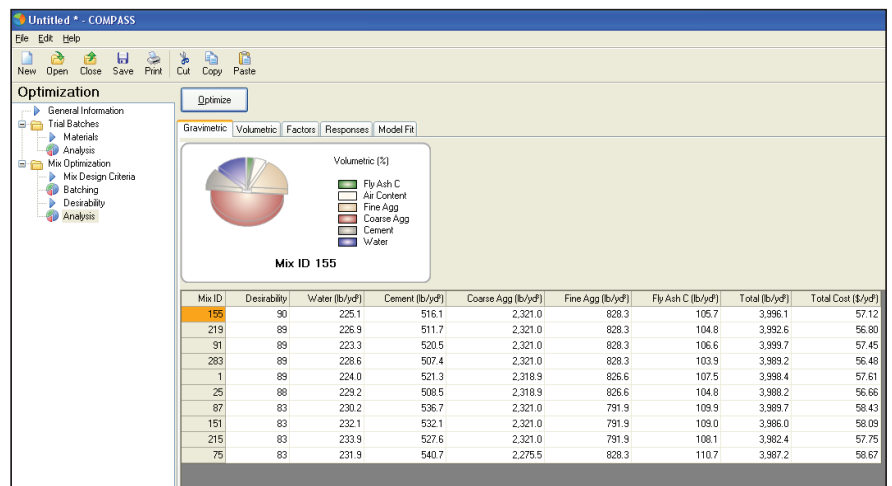 Untitled * - COMPASS
File Edit Help
New Open Close Save Print Cut Copy Paste
Optimization
General Information
Trial Batches
Materials
Analysis
Mix Optimization
Mix Design Criteria
Batching
Desirability
Analysis
Optimize
Gravimetric Volumetric Factors Responses Model Fit
Volumetric (%)
Fly Ash C
Air Content
Fine Agg
Coarse Agg
Cement
Water
Mix ID 155
Mix ID Desirability Water (lb/yd³) Cement (lb/yd³) Coarse Agg (lb/yd³) Fine Agg (lb/yd³) Fly Ash C (lb/yd³) Total (lb/yd³) Total Cost ($/yd³)
155 90 225.1 516.1 2,321.0 828.3 105.7 3,996.1 57.12
219 89 226.9 511.7 2,321.0 828.3 104.8 3,992.6 56.80
91 89 223.3 520.5 2,321.0 828.3 106.6 3,999.7 57.45
283 89 228.6 507.4 2,321.0 828.3 103.9 3,989.2 56.48
1 89 224.0 521.3 2,318.9 826.6 107.5 3,998.4 57.61
25 88 229.2 508.5 2,318.9 826.6 104.8 3,988.2 56.66
87 83 230.2 536.7 2,321.0 791.9 109.9 3,989.7 58.43
151 83 232.1 532.1 2,321.0 791.9 109.0 3,986.0 58.09
215 83 233.9 527.6 2,321.0 791.9 108.1 3,982.4 57.75
75 83 231.9 540.7 2,275.5 828.3 110.7 3,987.2 58.67